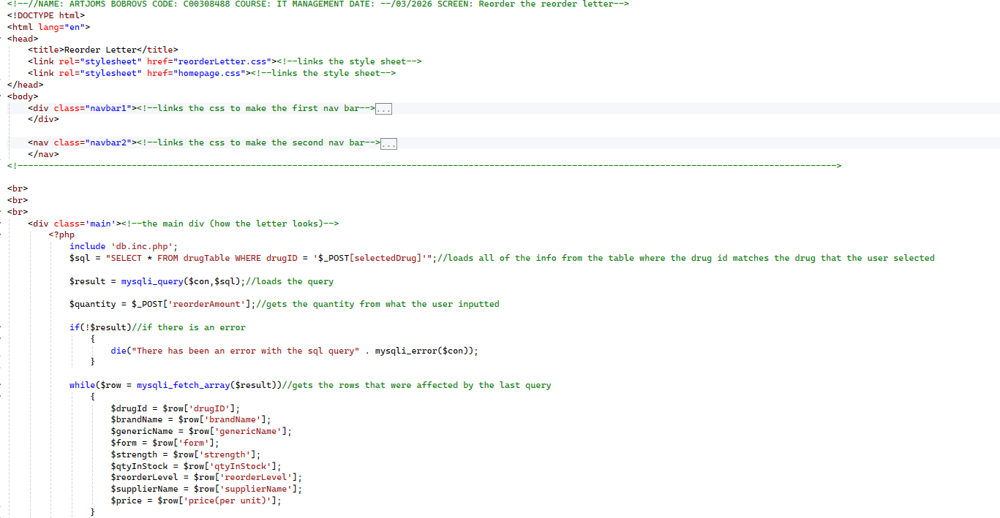 <!--//NAME: ARTJOMS BOBROVS CODE: C00308488 COURSE: IT MANAGEMENT DATE: --/03/2026 SCREEN: Reorder the reorder letter-->
<!DOCTYPE html>
<html lang="en">
<head>
<title>Reorder Letter</title>
<link rel="stylesheet" href="reorderLetter.css"><!--links the style sheet-->
<link rel="stylesheet" href="homepage.css"><!--links the style sheet-->
</head>
<body>
<div class="navbar1"><!--links the css to make the first nav bar-->...
</div>
<nav class="navbar2"><!--links the css to make the second nav bar-->...
</nav>
<!---------------------------------------------------------------------------------------------------------------------------------------------------------------->
<br>
<br>
<br>
<div class='main'><!--the main div (how the letter looks)-->
<?php
include 'db.inc.php';
$sql = "SELECT * FROM drugTable WHERE drugID = '$_POST[selectedDrug]'";//loads all of the info from the table where the drug id matches the drug that the user selected
$result = mysqli_query($con,$sql);//loads the query
$quantity = $_POST['reorderAmount'];//gets the quantity from what the user inputted
if(!$result)//if there is an error
{
die("There has been an error with the sql query" . mysqli_error($con));
}
while($row = mysqli_fetch_array($result))//gets the rows that were affected by the last query
{
$drugId = $row['drugID'];
$brandName = $row['brandName'];
$genericName = $row['genericName'];
$form = $row['form'];
$strength = $row['strength'];
$qtyInStock = $row['qtyInStock'];
$reorderLevel = $row['reorderLevel'];
$supplierName = $row['supplierName'];
$price = $row['price(per unit)'];
}